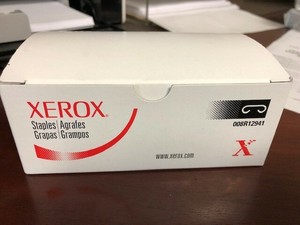 XEROX®
Staples | Agrafes
Grapas | Grampos
008R12941
www.xerox.com
X